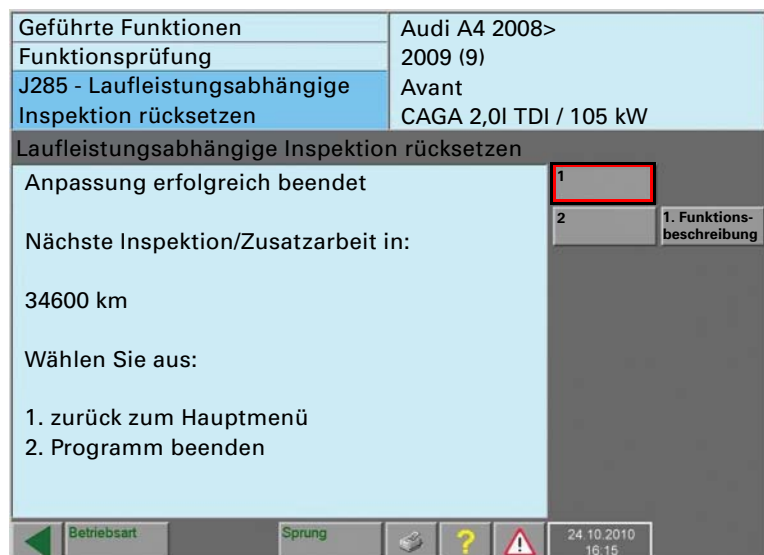 Geführte Funktionen
Funktionsprüfung
J285 - Laufleistungsabhängige
Inspektion rücksetzen
Audi A4 2008>
2009 (9)
Avant
CAGA 2,0l TDI / 105 kW
Laufleistungsabhängige Inspektion rücksetzen
Anpassung erfolgreich beendet
Nächste Inspektion/Zusatzarbeit in:
34600 km
Wählen Sie aus:
1. zurück zum Hauptmenü
2. Programm beenden
1
2
1. Funktions-
beschreibung
Betriebsart
Sprung
?
!
24.10.2010
16:15